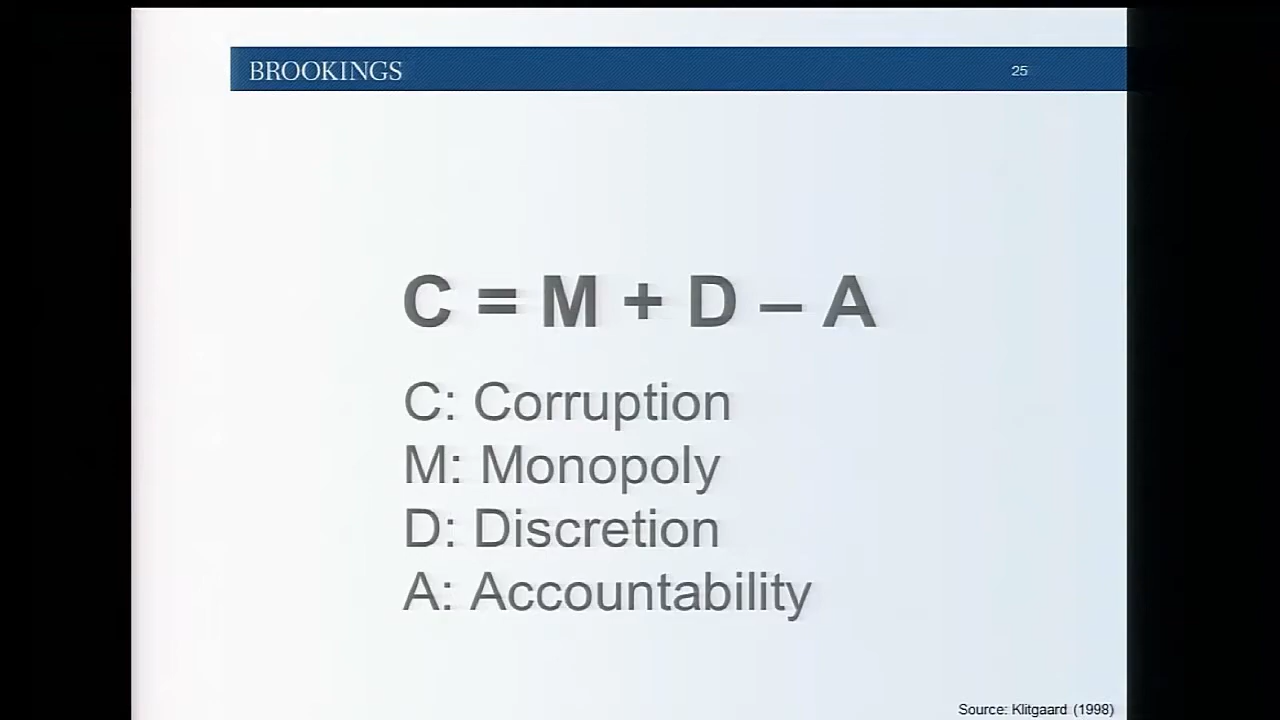 BROOKINGS 25
C = M + D – A
C: Corruption
M: Monopoly
D: Discretion
A: Accountability
Source: Klitgaard (1998)